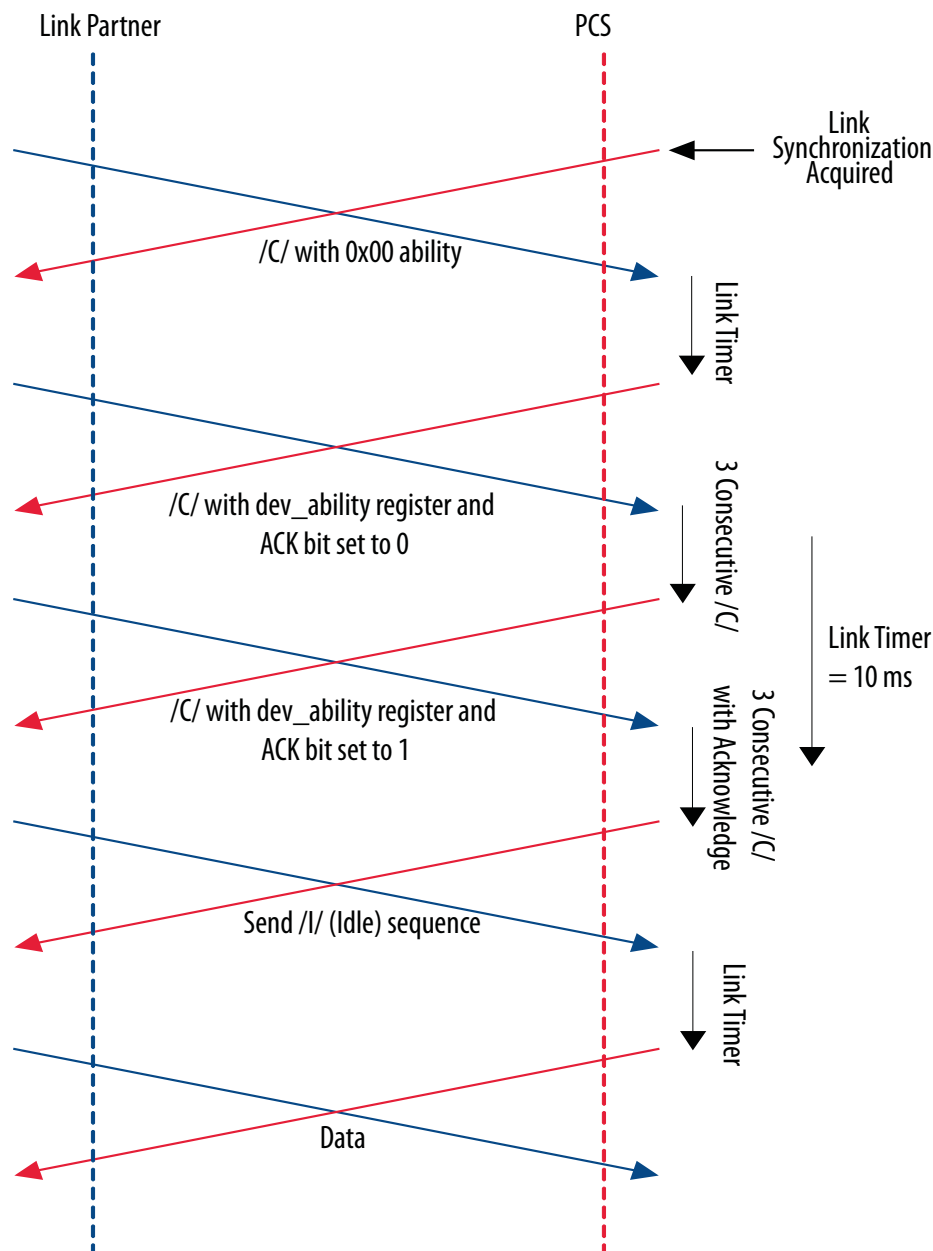 Link Partner
PCS
Link
Synchronization
Acquired
/C/ with 0x00 ability
Link Timer
/C/ with dev_ability register and
ACK bit set to 0
3 Consecutive /C/
Link Timer
= 10 ms
/C/ with dev_ability register and
ACK bit set to 1
3 Consecutive /C/
with Acknowledge
Send /I/ (Idle) sequence
Link Timer
Data